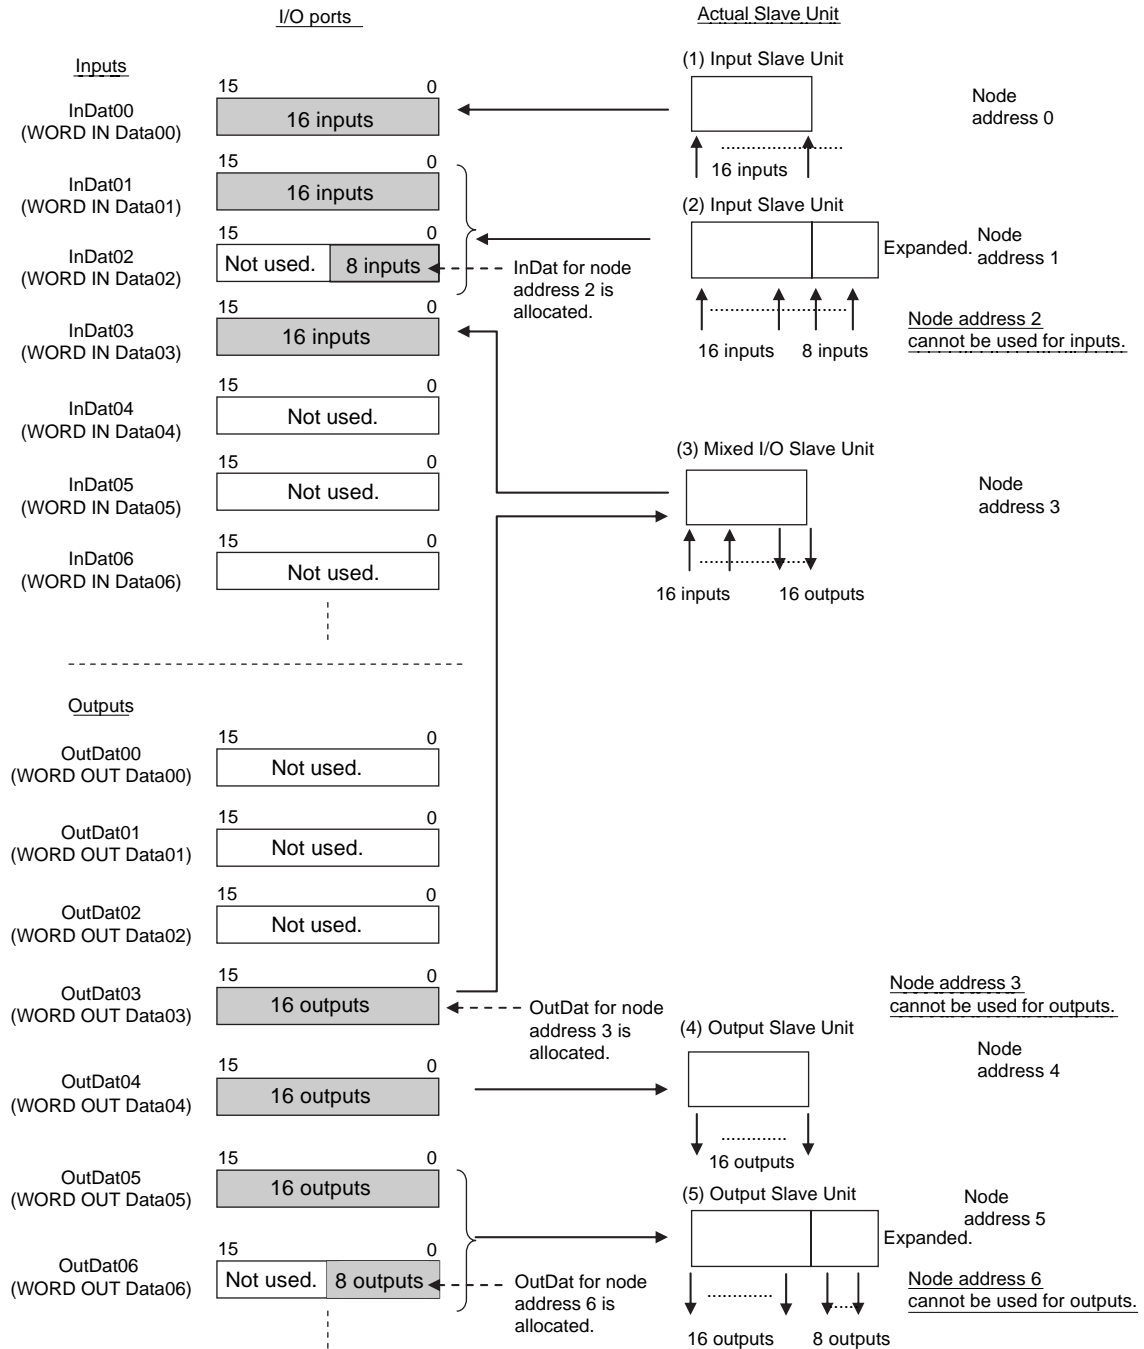 I/O ports
Actual Slave Unit
Inputs
(1) Input Slave Unit
15 0
InDat00
(WORD IN Data00)
16 inputs
Node
address 0
16 inputs
15 0
InDat01
(WORD IN Data01)
16 inputs
(2) Input Slave Unit
15 0
InDat02
(WORD IN Data02)
Not used.
8 inputs
InDat for node
address 2 is
allocated.
Expanded.
Node
address 1
16 inputs
8 inputs
Node address 2
cannot be used for inputs.
15 0
InDat03
(WORD IN Data03)
16 inputs
15 0
InDat04
(WORD IN Data04)
Not used.
(3) Mixed I/O Slave Unit
Node
address 3
15 0
InDat05
(WORD IN Data05)
Not used.
15 0
InDat06
(WORD IN Data06)
Not used.
16 inputs
16 outputs
Outputs
15 0
OutDat00
(WORD OUT Data00)
Not used.
15 0
OutDat01
(WORD OUT Data01)
Not used.
15 0
OutDat02
(WORD OUT Data02)
Not used.
15 0
OutDat03
(WORD OUT Data03)
16 outputs
OutDat for node
address 3 is
allocated.
Node address 3
cannot be used for outputs.
(4) Output Slave Unit
Node
address 4
15 0
OutDat04
(WORD OUT Data04)
16 outputs
16 outputs
15 0
OutDat05
(WORD OUT Data05)
16 outputs
(5) Output Slave Unit
Node
address 5
Expanded.
15 0
OutDat06
(WORD OUT Data06)
Not used.
8 outputs
OutDat for node
address 6 is
allocated.
Node address 6
cannot be used for outputs.
16 outputs
8 outputs